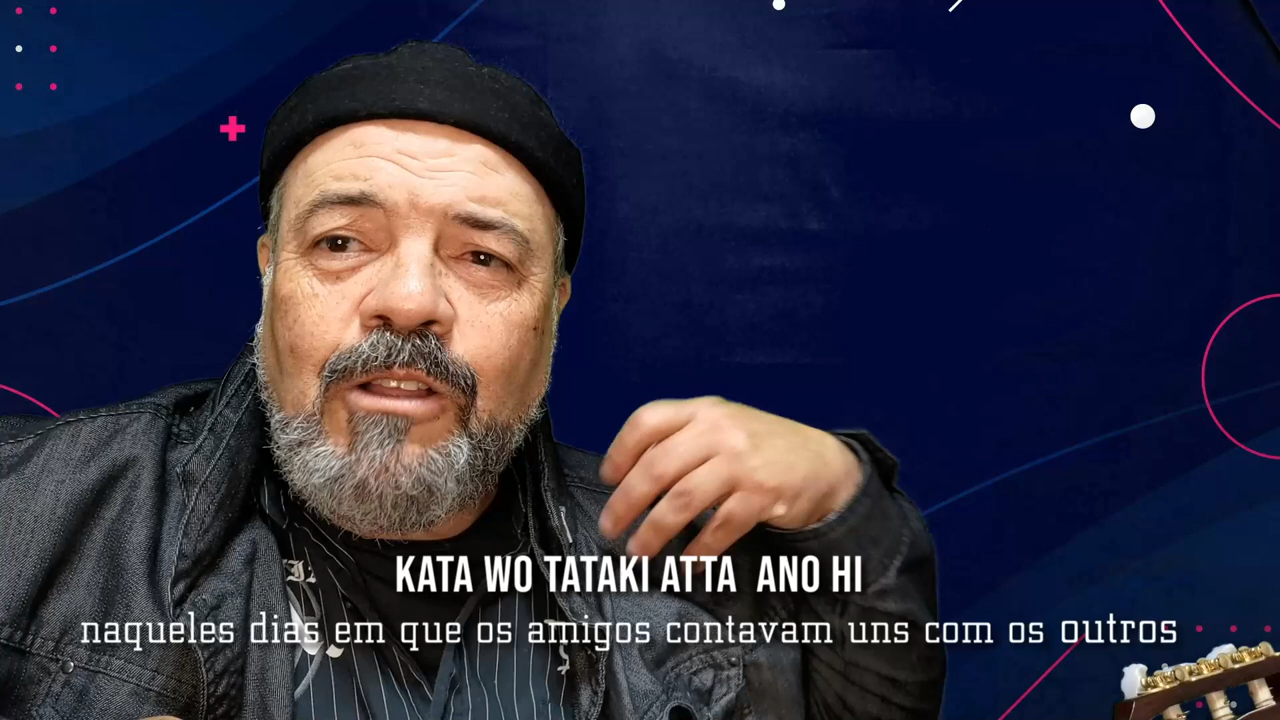 KATA WO TATAKI ATTA ANO HI
naqueles dias em que os amigos contavam uns com os outros